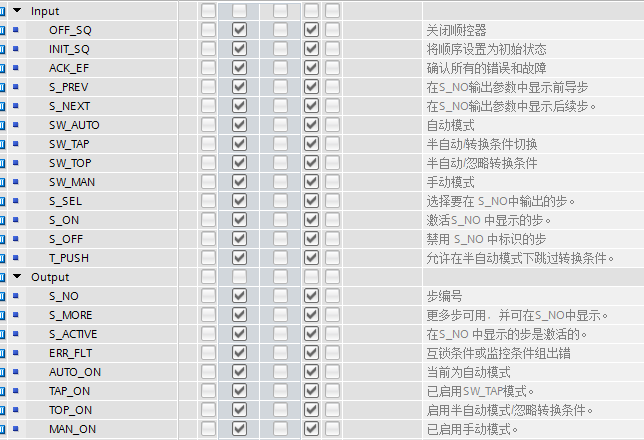 Input
OFF_SQ 关闭顺控器
INIT_SQ 将顺序设置为初始状态
ACK_EF 确认所有的错误和故障
S_PREV 在S_NO输出参数中显示前导步
S_NEXT 在S_NO输出参数中显示后续步。
SW_AUTO 自动模式
SW_TAP 半自动/转换条件切换
SW_TOP 半自动/忽略转换条件
SW_MAN 手动模式
S_SEL 选择要在 S_NO中输出的步。
S_ON 激活S_NO 中显示的步。
S_OFF 禁用 S_NO 中标识的步
T_PUSH 允许在半自动模式下跳过转换条件。
Output
S_NO 步编号
S_MORE 更多步可用，并可在S_NO中显示。
S_ACTIVE 在S_NO 中显示的步是激活的。
ERR_FLT 互锁条件或监控条件组出错
AUTO_ON 当前为自动模式
TAP_ON 已启用SW_TAP模式。
TOP_ON 启用半自动模式/忽略转换条件。
MAN_ON 已启用手动模式。